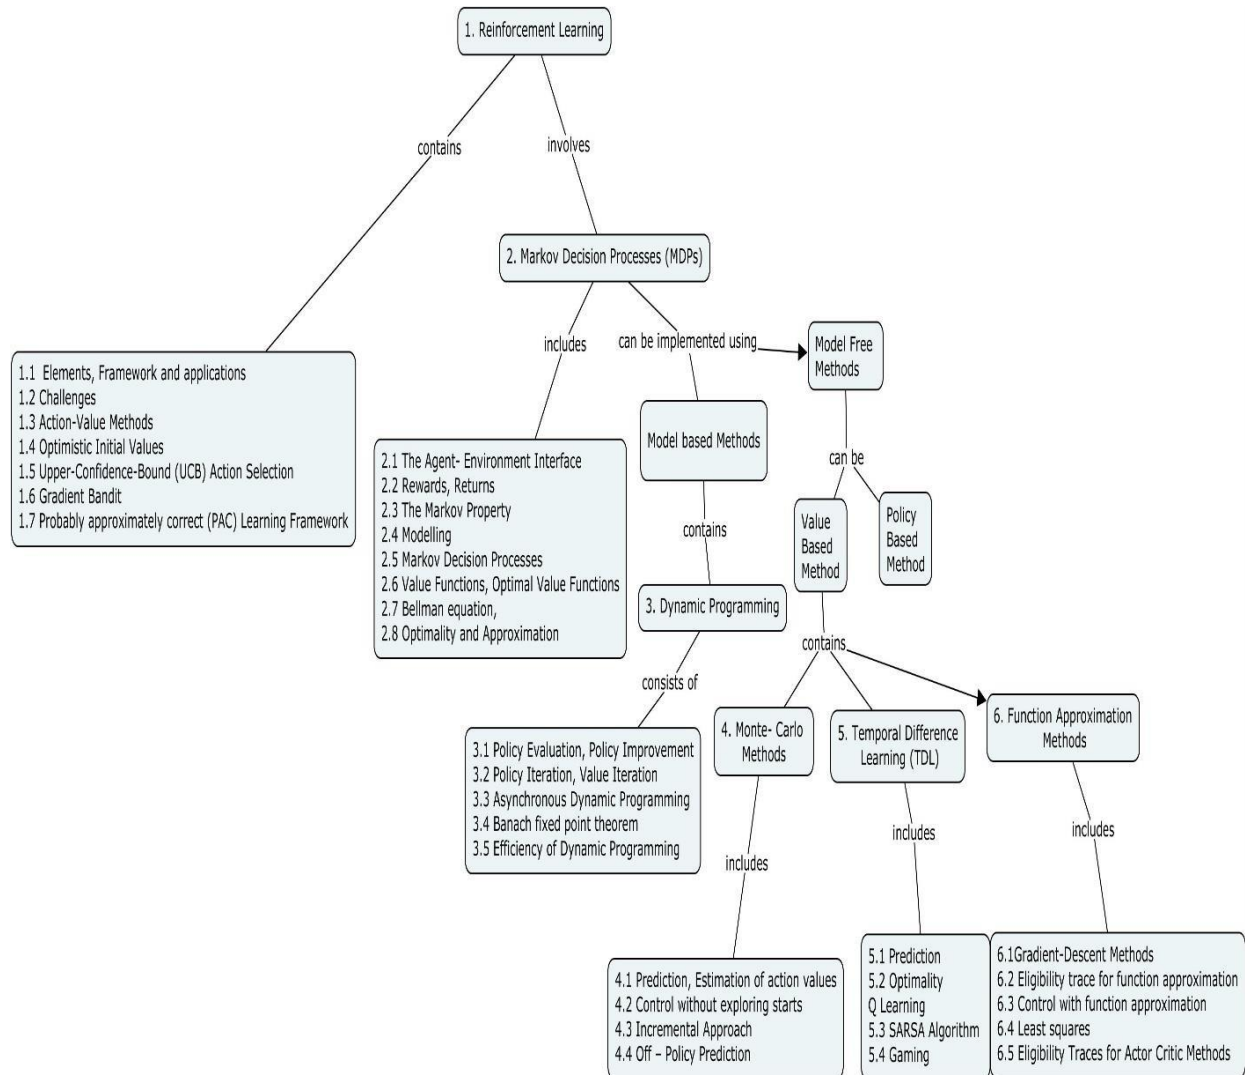 1. Reinforcement Learning
contains
involves
2. Markov Decision Processes (MDPs)
includes
can be implemented using
Model Free
Methods
1.1 Elements, Framework and applications
1.2 Challenges
1.3 Action-Value Methods
1.4 Optimistic Initial Values
1.5 Upper-Confidence-Bound (UCB) Action Selection
1.6 Gradient Bandit
1.7 Probably approximately correct (PAC) Learning Framework
2.1 The Agent- Environment Interface
2.2 Rewards, Returns
2.3 The Markov Property
2.4 Modelling
2.5 Markov Decision Processes
2.6 Value Functions, Optimal Value Functions
2.7 Bellman equation,
2.8 Optimality and Approximation
Model based Methods
can be
contains
Value
Based
Method
Policy
Based
Method
3. Dynamic Programming
contains
consists of
3.1 Policy Evaluation, Policy Improvement
3.2 Policy Iteration, Value Iteration
3.3 Asynchronous Dynamic Programming
3.4 Banach fixed point theorem
3.5 Efficiency of Dynamic Programming
4. Monte- Carlo
Methods
5. Temporal Difference
Learning (TDL)
6. Function Approximation
Methods
includes
includes
includes
4.1 Prediction, Estimation of action values
4.2 Control without exploring starts
4.3 Incremental Approach
4.4 Off – Policy Prediction
5.1 Prediction
5.2 Optimality
Q Learning
5.3 SARSA Algorithm
5.4 Gaming
6.1Gradient-Descent Methods
6.2 Eligibility trace for function approximation
6.3 Control with function approximation
6.4 Least squares
6.5 Eligibility Traces for Actor Critic Methods